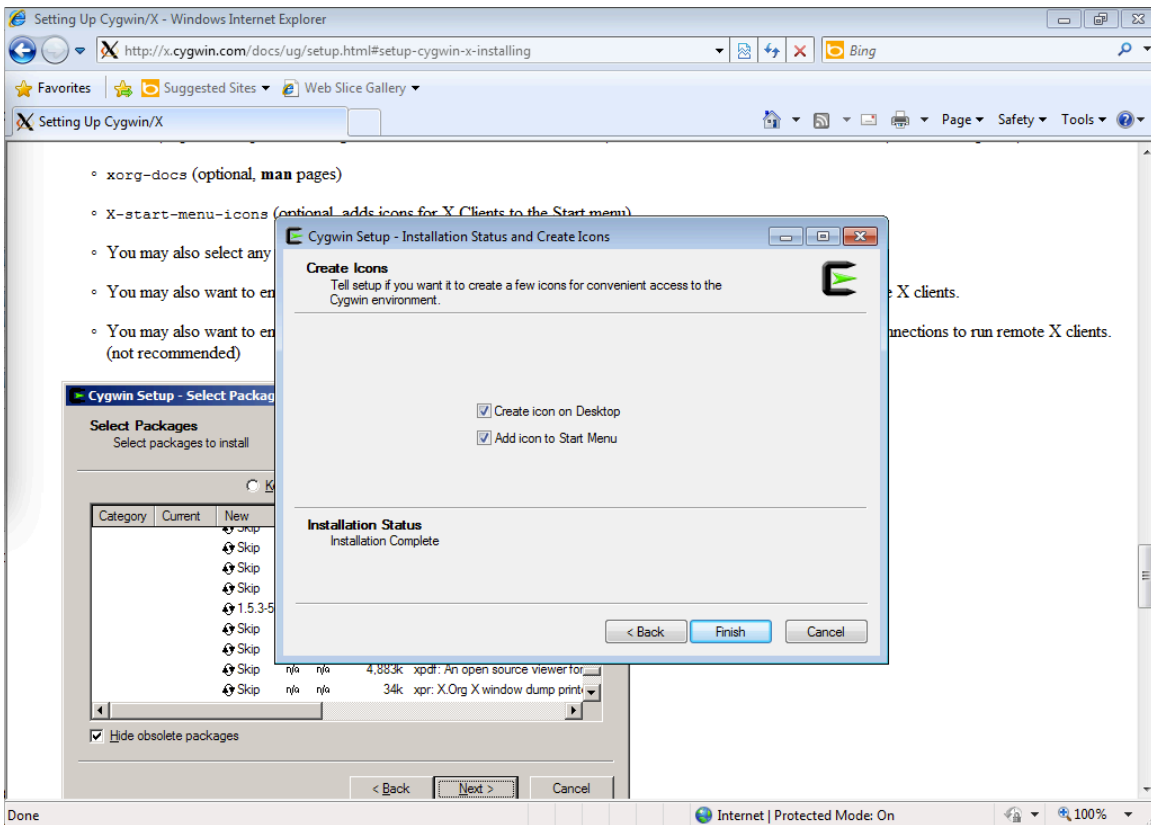 Setting Up Cygwin/X - Windows Internet Explorer
http://x.cygwin.com/docs/ug/setup.html#setup-cygwin-x-installing
Bing
Favorites
Suggested Sites
Web Slice Gallery
Setting Up Cygwin/X
Page
Safety
Tools
xorg-docs (optional, man pages)
X-start-menu-icons (optional, adds icons for X Clients to the Start menu)
You may also select any
You may also want to en
e X clients.
You may also want to en
nnections to run remote X clients.
(not recommended)
Cygwin Setup - Installation Status and Create Icons
Create Icons
Tell setup if you want it to create a few icons for convenient access to the
Cygwin environment.
Create icon on Desktop
Add icon to Start Menu
Installation Status
Installation Complete
< Back
Finish
Cancel
Cygwin Setup - Select Packag
Select Packages
Select packages to install
Category Current New
Skip
Skip
Skip
Skip
1.5.3-5
Skip
Skip
Skip n/a n/a 4,883k xpdf: An open source viewer for
Skip n/a n/a 34k xpr: X.Org X window dump print
Hide obsolete packages
< Back
Next >
Cancel
Done
Internet | Protected Mode: On
100%